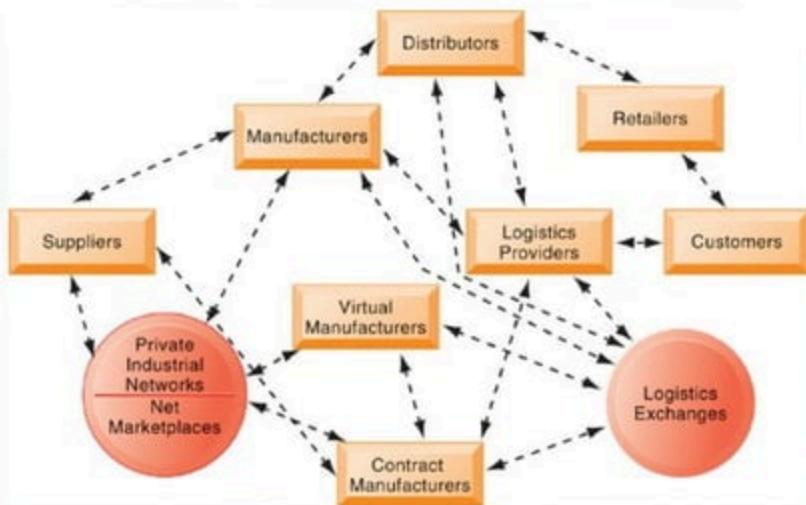 Distributors
Retailers
Manufacturers
Suppliers
Logistics
Providers
Customers
Virtual
Manufacturers
Private
Industrial
Networks
Net
Marketplaces
Logistics
Exchanges
Contract
Manufacturers